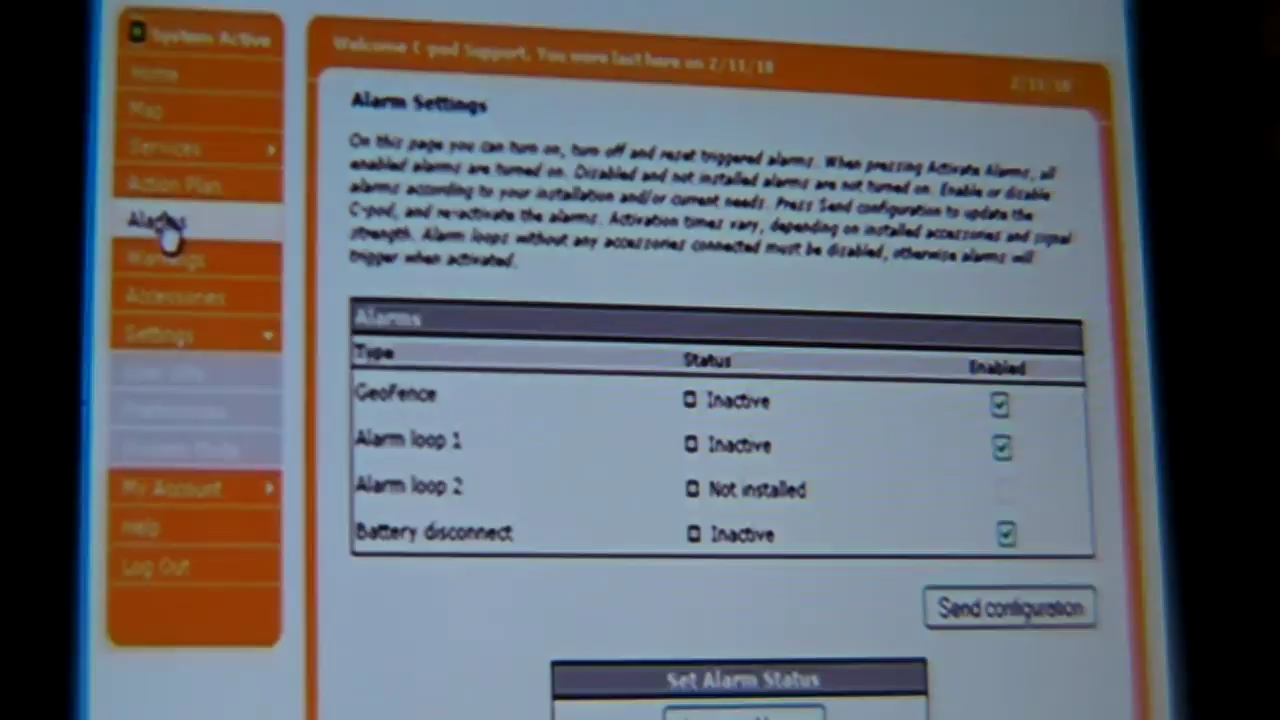 System Active
Home
Map
Services
Action Plan
Alarms
Warnings
Accessories
Settings
My Account
Help
Log Out
Welcome C-pod Support. You were last here on 2/11/10
2/11/10
Alarm Settings
On this page you can turn on, turn off and reset triggered alarms. When pressing Activate Alarms, all
enabled alarms are turned on. Disabled and not installed alarms are not turned on. Enable or disable
alarms according to your installation and/or current needs. Press Send configuration to update the
C-pod, and re-activate the alarms. Activation times vary, depending on installed accessories and signal
strength. Alarm loops without any accessories connected must be disabled, otherwise alarms will
trigger when activated.
Alarms
Type Status Enabled
Geofence Inactive
Alarm loop 1 Inactive
Alarm loop 2 Not installed
Battery disconnect Inactive
Send configuration
Set Alarm Status